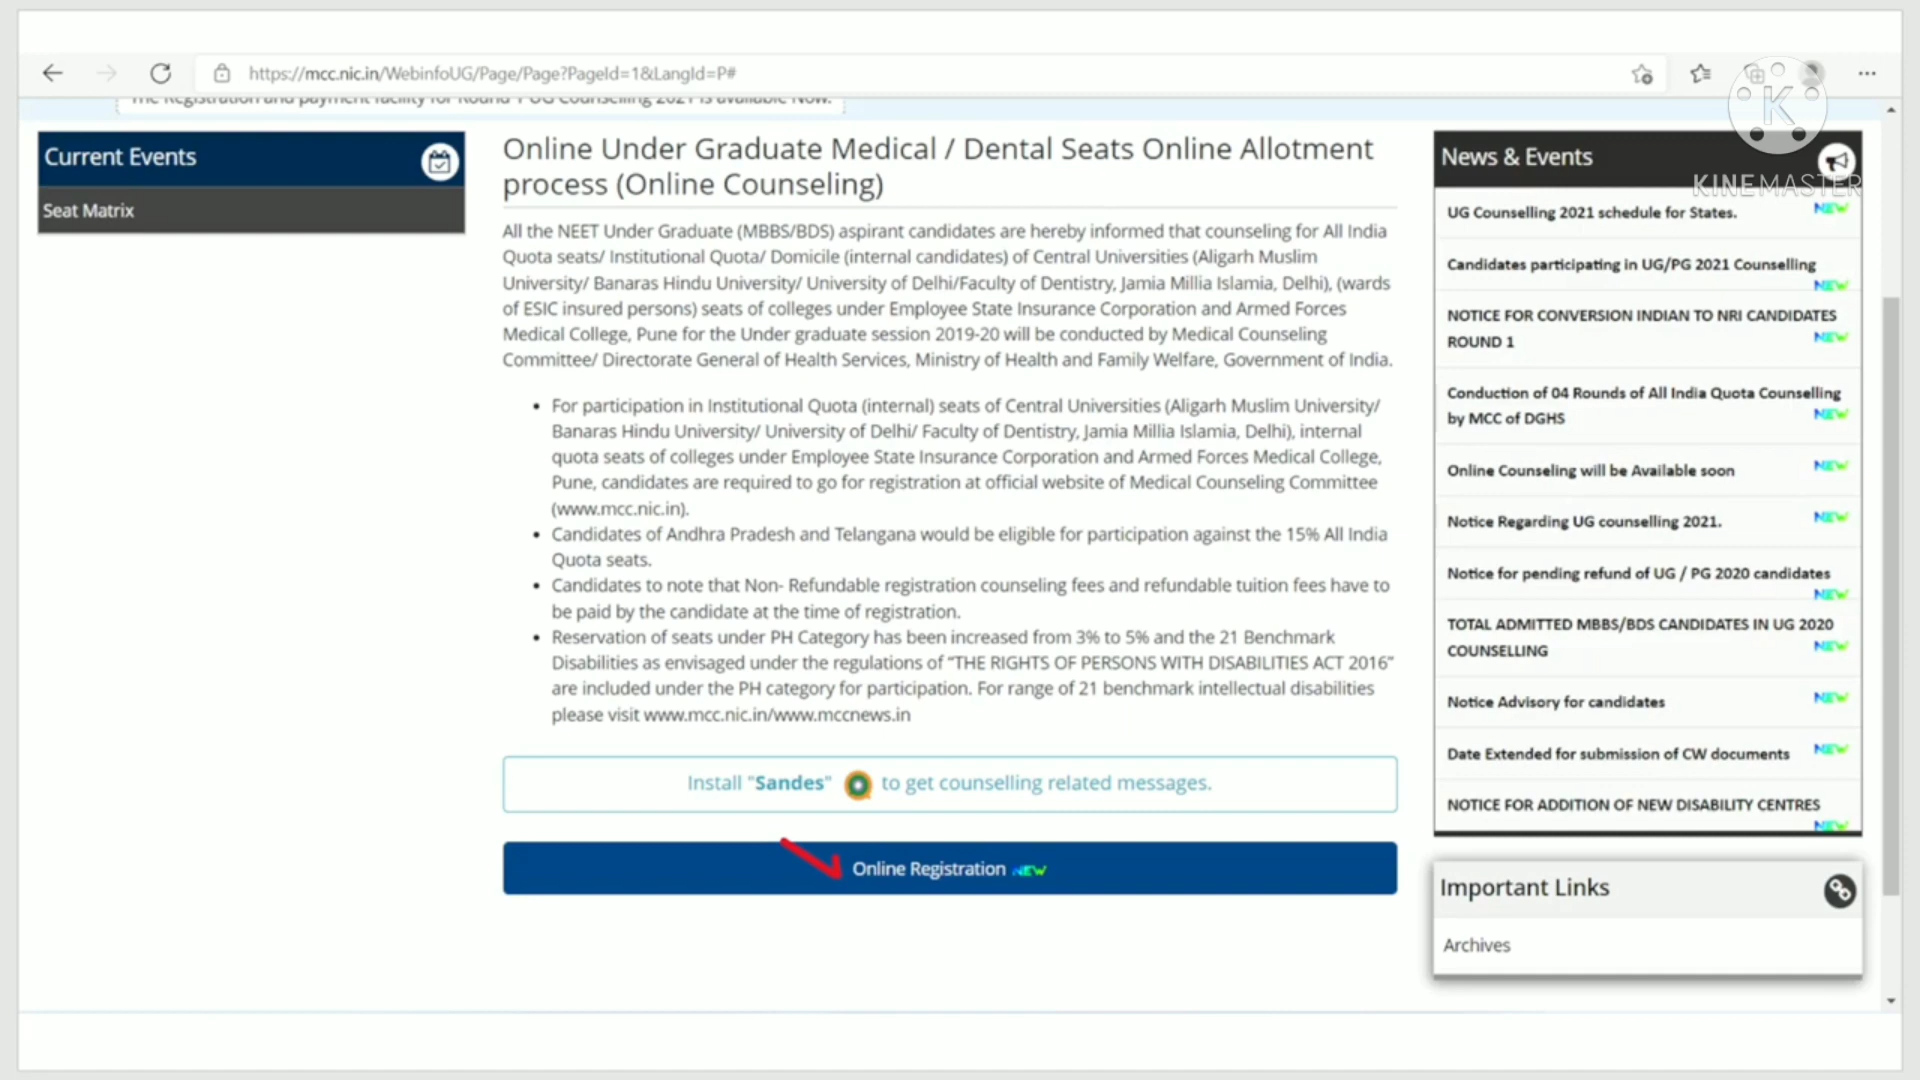 https://mcc.nic.in/WebinfoUG/Page/Page?PageId=1&LangId=P#
The Registration and payment facility for Round-1 UG Counselling 2021 is available Now.
Current Events
Seat Matrix
Online Under Graduate Medical / Dental Seats Online Allotment
process (Online Counseling)
All the NEET Under Graduate (MBBS/BDS) aspirant candidates are hereby informed that counseling for All India
Quota seats/ Institutional Quota/ Domicile (internal candidates) of Central Universities (Aligarh Muslim
University/ Banaras Hindu University/ University of Delhi/Faculty of Dentistry, Jamia Millia Islamia, Delhi), (wards
of ESIC insured persons) seats of colleges under Employee State Insurance Corporation and Armed Forces
Medical College, Pune for the Under graduate session 2019-20 will be conducted by Medical Counseling
Committee/ Directorate General of Health Services, Ministry of Health and Family Welfare, Government of India.
• For participation in Institutional Quota (internal) seats of Central Universities (Aligarh Muslim University/
Banaras Hindu University/ University of Delhi/ Faculty of Dentistry, Jamia Millia Islamia, Delhi), internal
quota seats of colleges under Employee State Insurance Corporation and Armed Forces Medical College,
Pune, candidates are required to go for registration at official website of Medical Counseling Committee
(www.mcc.nic.in).
• Candidates of Andhra Pradesh and Telangana would be eligible for participation against the 15% All India
Quota seats.
• Candidates to note that Non- Refundable registration counseling fees and refundable tuition fees have to
be paid by the candidate at the time of registration.
• Reservation of seats under PH Category has been increased from 3% to 5% and the 21 Benchmark
Disabilities as envisaged under the regulations of “THE RIGHTS OF PERSONS WITH DISABILITIES ACT 2016”
are included under the PH category for participation. For range of 21 benchmark intellectual disabilities
please visit www.mcc.nic.in/www.mccnews.in
Install "Sandes" to get counselling related messages.
Online Registration NEW
News & Events
K
KINEMASTER
UG Counselling 2021 schedule for States. NEW
Candidates participating in UG/PG 2021 Counselling
NEW
NOTICE FOR CONVERSION INDIAN TO NRI CANDIDATES
ROUND 1 NEW
Conduction of 04 Rounds of All India Quota Counselling
by MCC of DGHS NEW
Online Counseling will be Available soon NEW
Notice Regarding UG counselling 2021. NEW
Notice for pending refund of UG / PG 2020 candidates
NEW
TOTAL ADMITTED MBBS/BDS CANDIDATES IN UG 2020
COUNSELLING NEW
Notice Advisory for candidates NEW
Date Extended for submission of CW documents NEW
NOTICE FOR ADDITION OF NEW DISABILITY CENTRES
NEW
Important Links
Archives